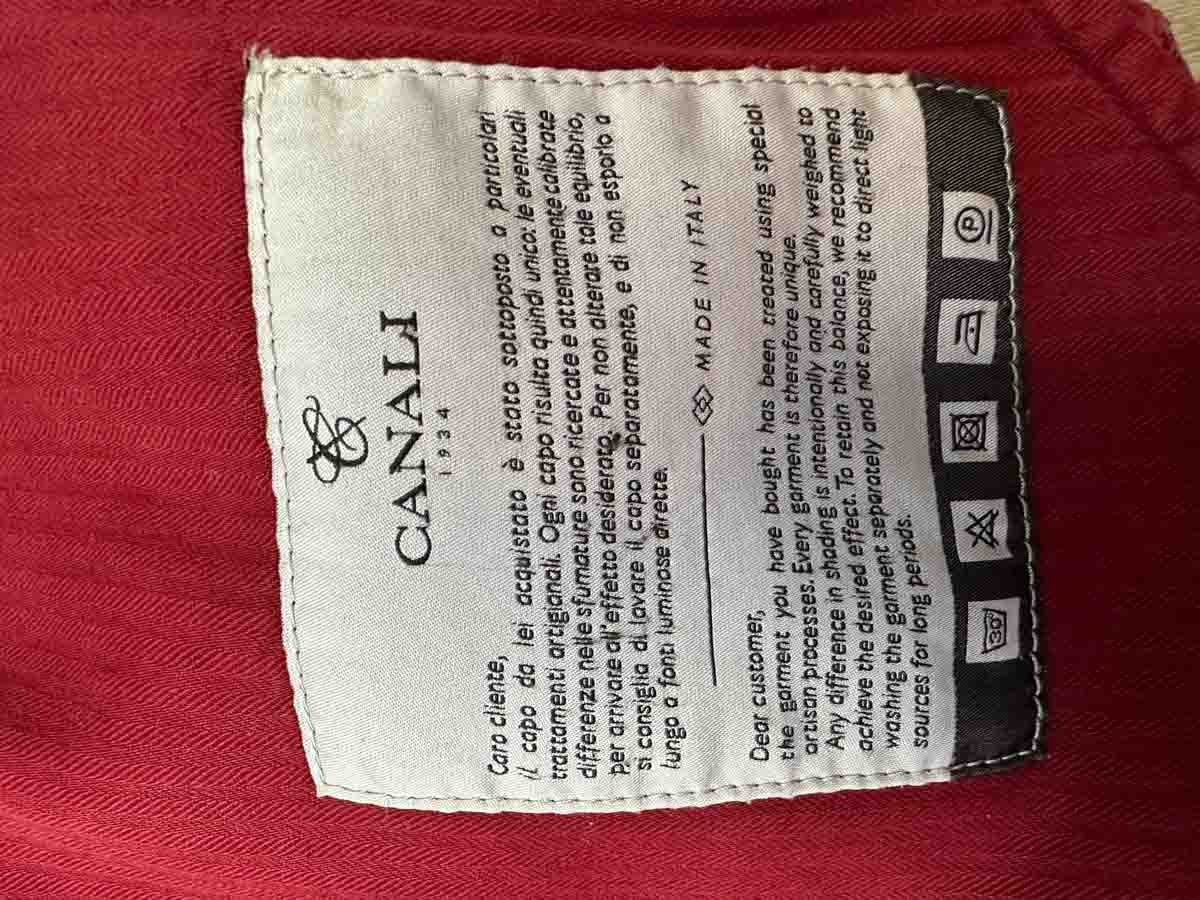 CANALI
1934
Caro cliente,
il capo da lei acquistato è stato sottoposto a particolari
trattamenti artigianali. Ogni capo risulta quindi unico: le eventuali
differenze nelle sfumature sono ricercate e attentamente calibrate
per arrivare all'effetto desiderato. Per non alterare tale equilibrio,
si consiglia di lavare il capo separatamente, e di non esporlo a
lungo a fonti luminose dirette.
MADE IN ITALY
Dear customer,
the garment you have bought has been treated using special
artisan processes. Every garment is therefore unique.
Any difference in shading is intentionally and carefully weighed to
achieve the desired effect. To retain this balance, we recommend
washing the garment separately and not exposing it to direct light
sources for long periods.
30° P